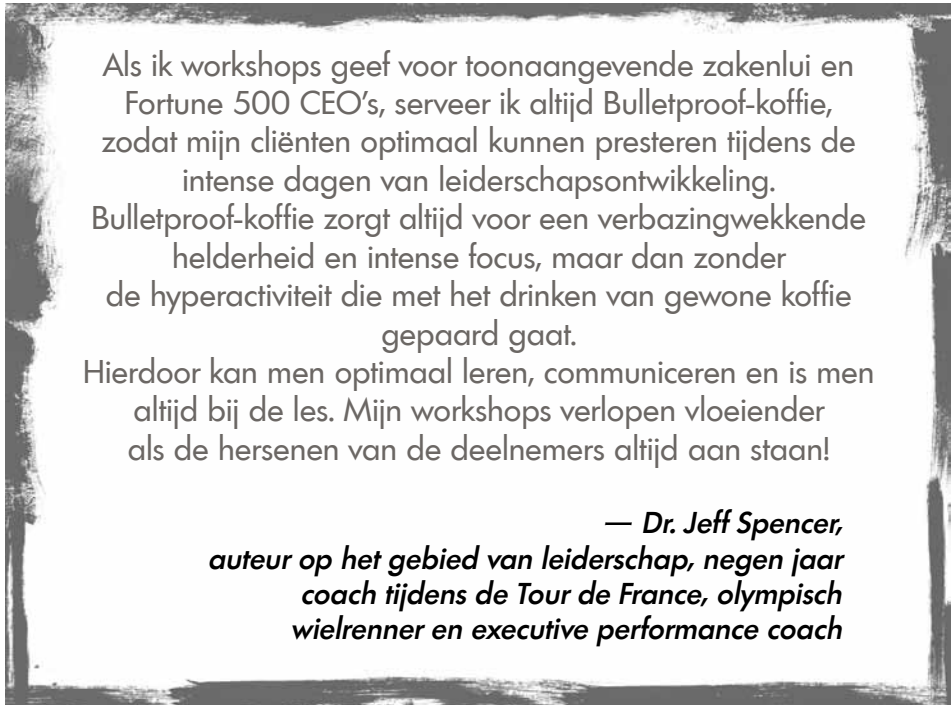 Als ik workshops geef voor toonaangevende zakenlui en
Fortune 500 CEO’s, serveer ik altijd Bulletproof-koffie,
zodat mijn cliënten optimaal kunnen presteren tijdens de
intense dagen van leiderschapsontwikkeling.
Bulletproof-koffie zorgt altijd voor een verbazingwekkende
helderheid en intense focus, maar dan zonder
de hyperactiviteit die met het drinken van gewone koffie
gepaard gaat.
Hierdoor kan men optimaal leren, communiceren en is men
altijd bij de les. Mijn workshops verlopen vloeiender
als de hersenen van de deelnemers altijd aan staan!
— Dr. Jeff Spencer,
auteur op het gebied van leiderschap, negen jaar
coach tijdens de Tour de France, olympisch
wielrenner en executive performance coach